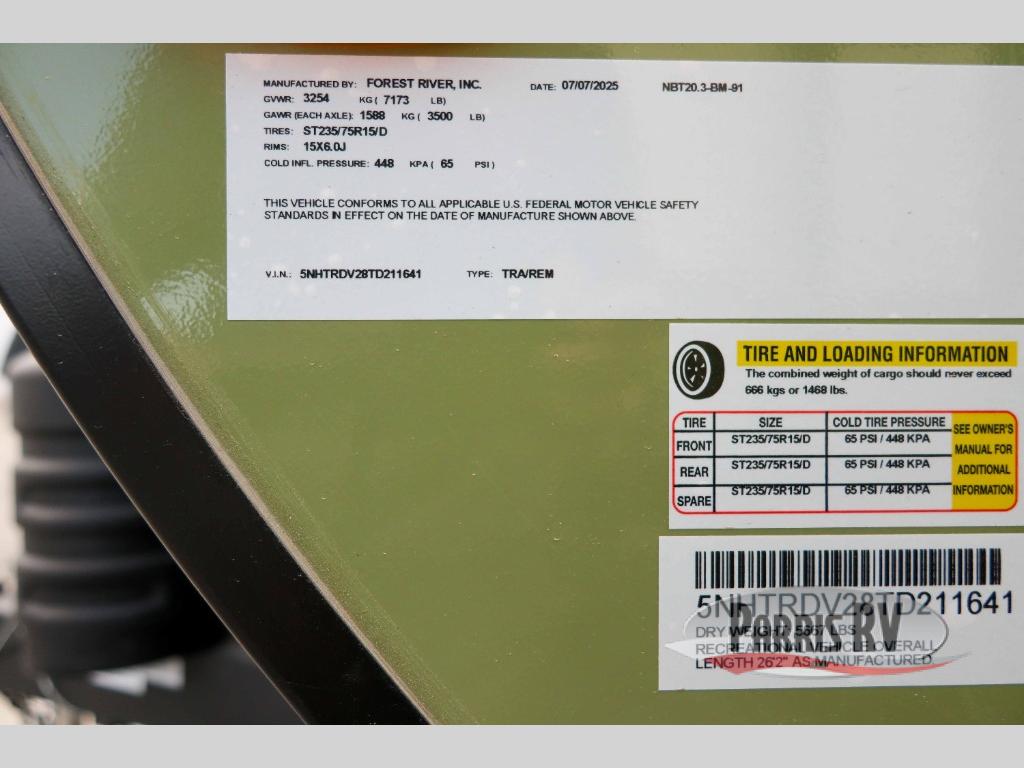 MANUFACTURED BY: FOREST RIVER, INC. DATE: 07/07/2025 NBT20.3-BM-91
GVWR: 3254 KG ( 7173 LB)
GAWR (EACH AXLE): 1588 KG ( 3500 LB)
TIRES: ST235/75R15/D
RIMS: 15X6.0J
COLD INFL. PRESSURE: 448 KPA ( 65 PSI )
THIS VEHICLE CONFORMS TO ALL APPLICABLE U.S. FEDERAL MOTOR VEHICLE SAFETY
STANDARDS IN EFFECT ON THE DATE OF MANUFACTURE SHOWN ABOVE.
V.I.N.: 5NHTRDV28TD211641 TYPE: TRA/REM
TIRE AND LOADING INFORMATION
The combined weight of cargo should never exceed
666 kgs or 1468 lbs.
TIRE SIZE COLD TIRE PRESSURE
FRONT ST235/75R15/D 65 PSI / 448 KPA
REAR ST235/75R15/D 65 PSI / 448 KPA
SPARE ST235/75R15/D 65 PSI / 448 KPA
SEE OWNER'S
MANUAL FOR
ADDITIONAL
INFORMATION
5NHTRDV28TD211641
PARRIS RV
DRY WEIGHT: 5667 LBS
RECREATIONAL VEHICLE OVERALL
LENGTH 26'2" AS MANUFACTURED